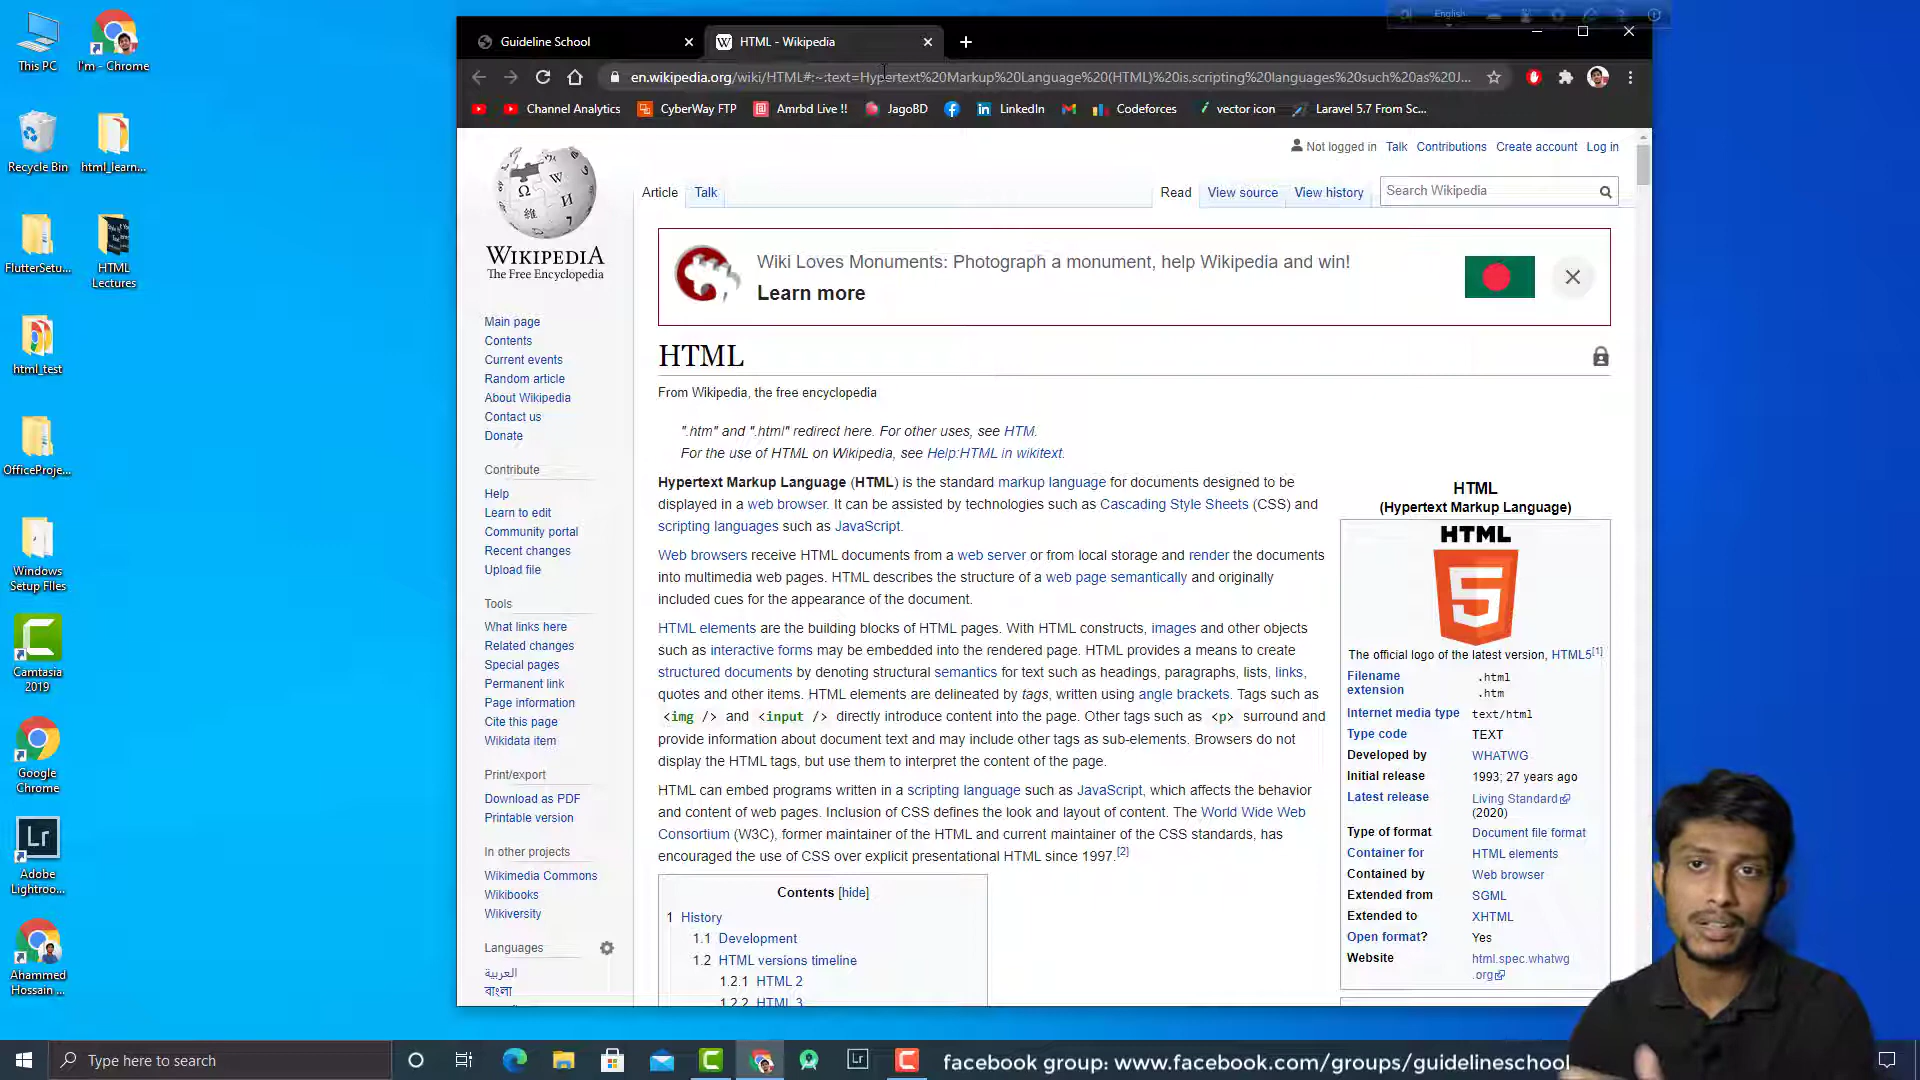 This PC
I'm - Chrome
Recycle Bin
html_learn...
FlutterSetu...
HTML
Lectures
html_test
OfficeProje...
Windows
Setup Files
Camtasia
2019
Google
Chrome
Lr
Adobe
Lightroo...
Ahammed
Hossain ...
English
Guideline School
HTML - Wikipedia
en.wikipedia.org/wiki/HTML#:~:text=Hypertext%20Markup%20Language%20(HTML)%20is,scripting%20languages%20such%20as%20J...
Channel Analytics
CyberWay FTP
Amrbd Live !!
JagoBD
LinkedIn
Codeforces
vector icon
Laravel 5.7 From Sc...
Not logged in Talk Contributions Create account Log in
Article Talk
Read View source View history
Search Wikipedia
WIKIPEDIA
The Free Encyclopedia
Wiki Loves Monuments: Photograph a monument, help Wikipedia and win!
Learn more
Main page
Contents
Current events
Random article
About Wikipedia
Contact us
Donate
Contribute
Help
Learn to edit
Community portal
Recent changes
Upload file
Tools
What links here
Related changes
Special pages
Permanent link
Page information
Cite this page
Wikidata item
Print/export
Download as PDF
Printable version
In other projects
Wikimedia Commons
Wikibooks
Wikiversity
Languages
العربية
বাংলা
HTML
From Wikipedia, the free encyclopedia
".htm" and ".html" redirect here. For other uses, see HTM.
For the use of HTML on Wikipedia, see Help:HTML in wikitext.
Hypertext Markup Language (HTML) is the standard markup language for documents designed to be
displayed in a web browser. It can be assisted by technologies such as Cascading Style Sheets (CSS) and
scripting languages such as JavaScript.
Web browsers receive HTML documents from a web server or from local storage and render the documents
into multimedia web pages. HTML describes the structure of a web page semantically and originally
included cues for the appearance of the document.
HTML elements are the building blocks of HTML pages. With HTML constructs, images and other objects
such as interactive forms may be embedded into the rendered page. HTML provides a means to create
structured documents by denoting structural semantics for text such as headings, paragraphs, lists, links,
quotes and other items. HTML elements are delineated by tags, written using angle brackets. Tags such as
<img /> and <input /> directly introduce content into the page. Other tags such as <p> surround and
provide information about document text and may include other tags as sub-elements. Browsers do not
display the HTML tags, but use them to interpret the content of the page.
HTML can embed programs written in a scripting language such as JavaScript, which affects the behavior
and content of web pages. Inclusion of CSS defines the look and layout of content. The World Wide Web
Consortium (W3C), former maintainer of the HTML and current maintainer of the CSS standards, has
encouraged the use of CSS over explicit presentational HTML since 1997.[2]
Contents [hide]
1 History
1.1 Development
1.2 HTML versions timeline
1.2.1 HTML 2
1.2.2 HTML 3
HTML
(Hypertext Markup Language)
HTML
5
The official logo of the latest version, HTML5[1]
Filename extension .html .htm
Internet media type text/html
Type code TEXT
Developed by WHATWG
Initial release 1993; 27 years ago
Latest release Living Standard (2020)
Type of format Document file format
Container for HTML elements
Contained by Web browser
Extended from SGML
Extended to XHTML
Open format? Yes
Website html.spec.whatwg.org
Type here to search
Lr
facebook group: www.facebook.com/groups/guidelineschool